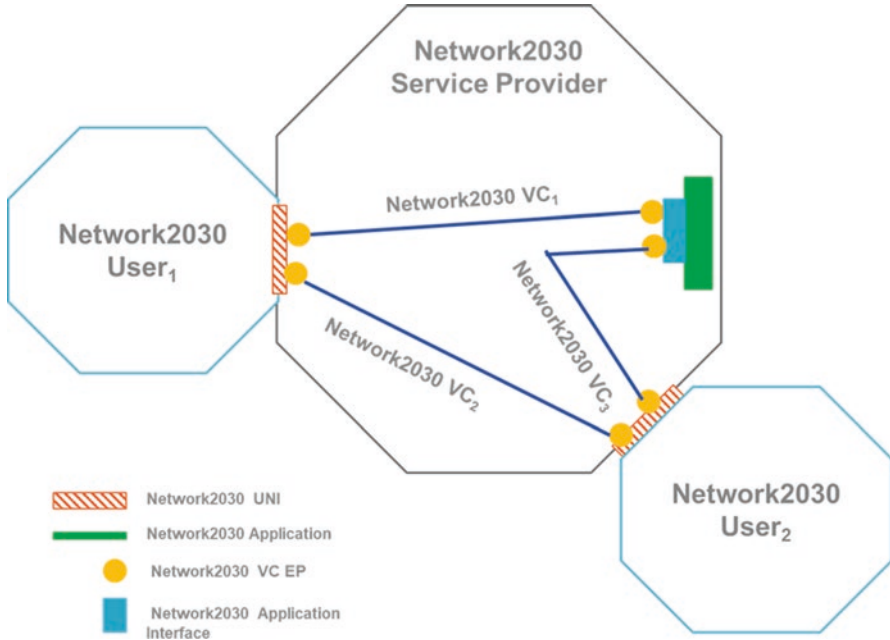 Network2030
Service Provider
Network2030 VC₁
Network2030
User₁
Network2030 VC₃
Network2030 VC₂
Network2030
User₂
Network2030 UNI
Network2030 Application
Network2030 VC EP
Network2030 Application
Interface